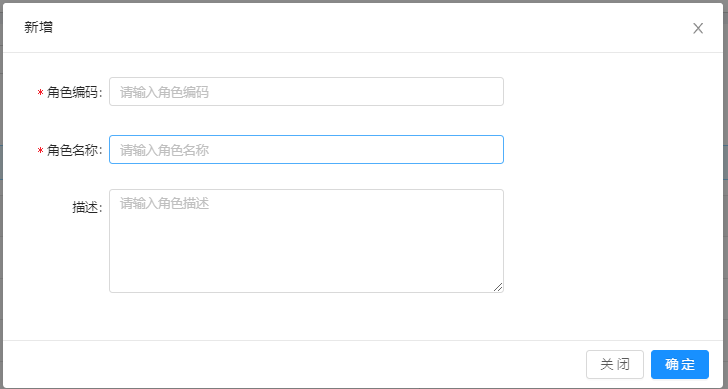 新增
* 角色编码: 请输入角色编码
* 角色名称: 请输入角色名称
描述: 请输入角色描述
关 闭 确 定